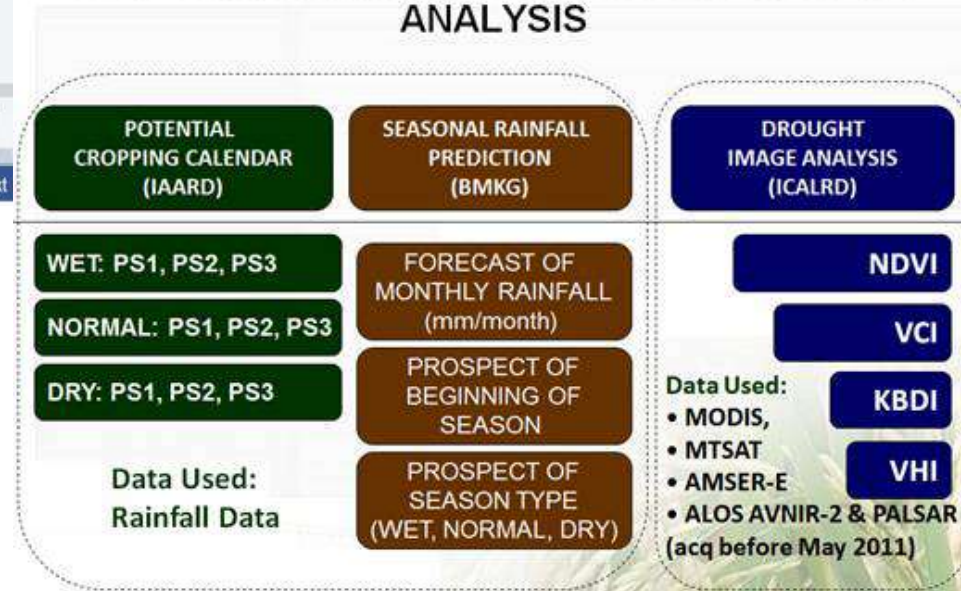 ANALYSIS
POTENTIAL
CROPPING CALENDAR
(IAARD)
SEASONAL RAINFALL
PREDICTION
(BMKG)
DROUGHT
IMAGE ANALYSIS
(ICALRD)
WET: PS1, PS2, PS3
NORMAL: PS1, PS2, PS3
DRY: PS1, PS2, PS3
Data Used:
Rainfall Data
FORECAST OF
MONTHLY RAINFALL
(mm/month)
PROSPECT OF
BEGINNING OF
SEASON
PROSPECT OF
SEASON TYPE
(WET, NORMAL, DRY)
NDVI
VCI
KBDI
VHI
Data Used:
• MODIS,
• MTSAT
• AMSER-E
• ALOS AVNIR-2 & PALSAR
(acq before May 2011)